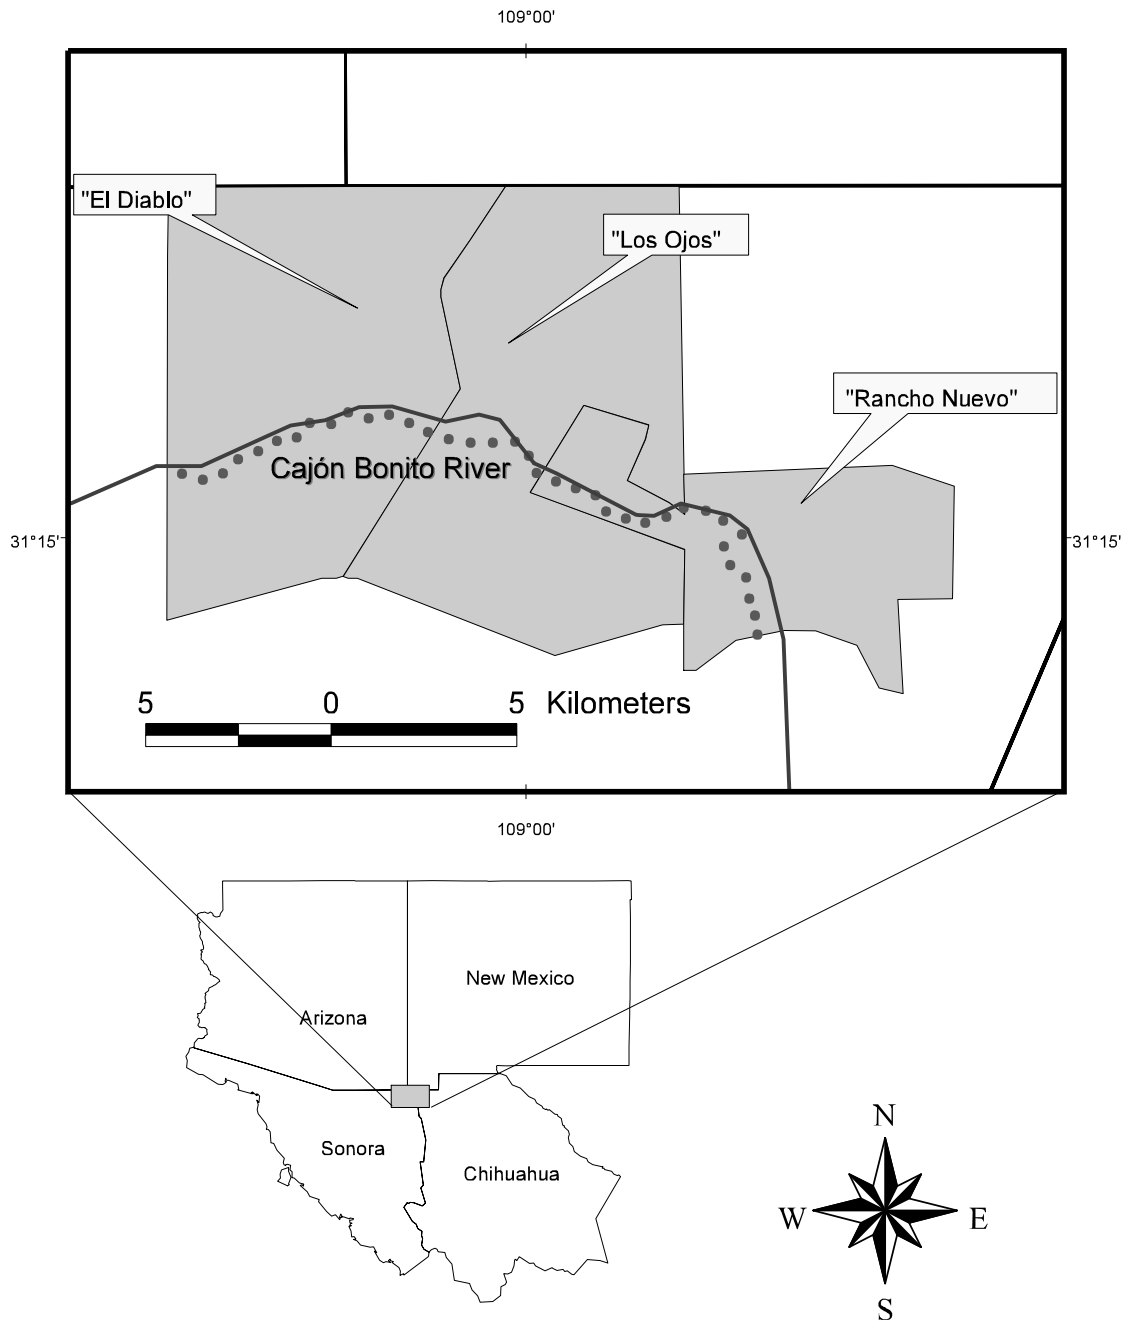 109°00'
"El Diablo"
"Los Ojos"
"Rancho Nuevo"
Cajón Bonito River
31°15'
31°15'
5 0 5 Kilometers
109°00'
New Mexico
Arizona
Sonora
Chihuahua
N
W E
S